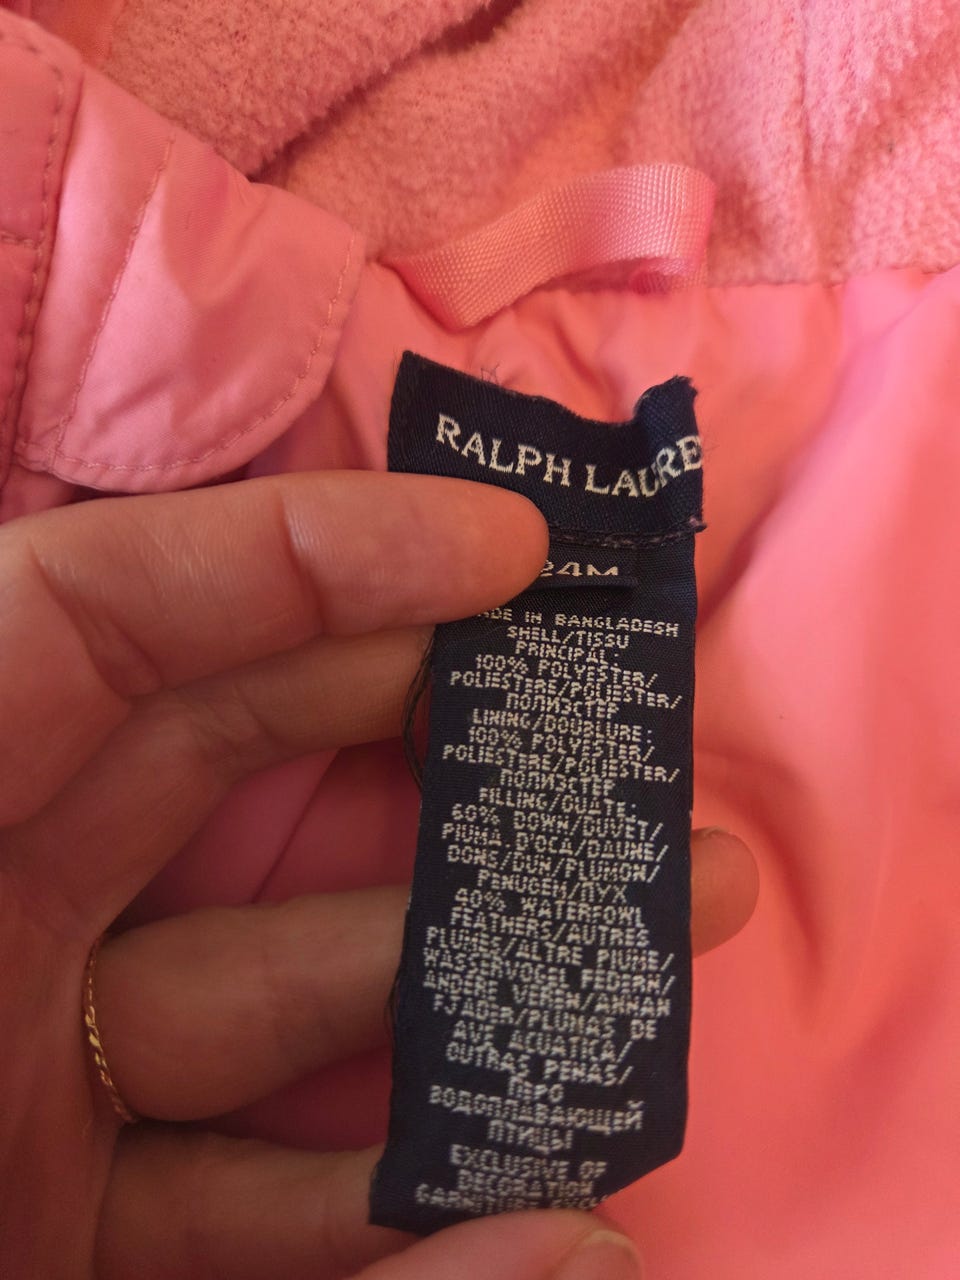 RALPH LAURE
24M
ADE IN BANGLADESH
SHELL/TISSU
PRINCIPAL:
100% POLYESTER/
POLIESTERE/POLIESTER/
ПОЛИЭСТЕР
LINING/DOUBLURE:
100% POLYESTER/
POLIESTERE/POLIESTER/
ПОЛИЭСТЕР
FILLING/OUATE:
60% DOWN/DUVET/
PIUMA D'OCA/DAUNE/
DONS/DUN/PLUMON/
PENUGEM/ПУХ
40% WATERFOWL
FEATHERS/AUTRES
PLUMES/ALTRE PIUME/
WASSERVOGEL FEDERN/
ANDERE VEREN/ANNAN
FJADER/PLUMAS DE
AVE ACUATICA/
OUTRAS PENAS/
ПЕРО
ВОДОПЛАВАЮЩЕЙ
ПТИЦЫ
EXCLUSIVE OF
DECORATION
GARNITURE